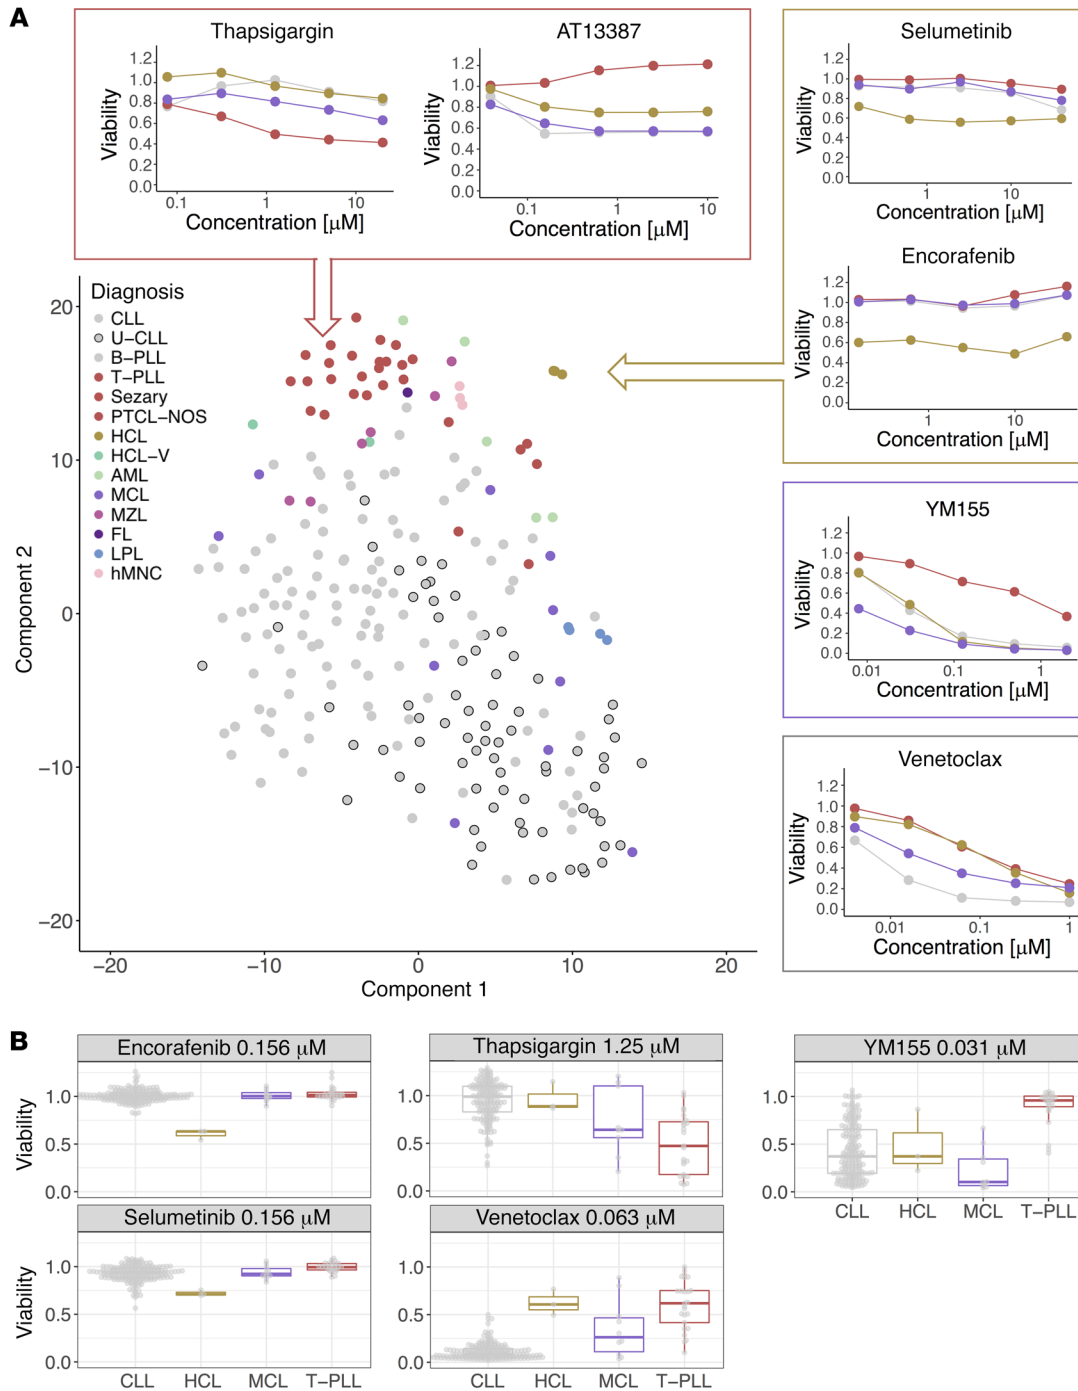 A
Thapsigargin
AT13387
Selumetinib
Viability
1.2
1.0
0.8
0.6
0.4
0.2
0.0
0.1
1
10
Concentration [μM]
Viability
1.2
1.0
0.8
0.6
0.4
0.2
0.0
0.1
1
10
Concentration [μM]
Viability
1.2
1.0
0.8
0.6
0.4
0.2
0.0
1
10
Concentration [μM]
Encorafenib
Viability
1.2
1.0
0.8
0.6
0.4
0.2
0.0
1
10
Concentration [μM]
YM155
Viability
1.2
1.0
0.8
0.6
0.4
0.2
0.0
0.01
0.1
1
Concentration [μM]
Venetoclax
Viability
1.2
1.0
0.8
0.6
0.4
0.2
0.0
0.01
0.1
1
Concentration [μM]
Diagnosis
CLL
U−CLL
B−PLL
T−PLL
Sezary
PTCL−NOS
HCL
HCL−V
AML
MCL
MZL
FL
LPL
hMNC
Component 2
20
10
0
−10
−20
−20
−10
0
10
20
Component 1
B
Encorafenib 0.156 μM
Viability
1.0
0.5
0.0
Thapsigargin 1.25 μM
1.0
0.5
0.0
YM155 0.031 μM
1.0
0.5
0.0
CLL
HCL
MCL
T−PLL
Selumetinib 0.156 μM
Viability
1.0
0.5
0.0
CLL
HCL
MCL
T−PLL
Venetoclax 0.063 μM
1.0
0.5
0.0
CLL
HCL
MCL
T−PLL